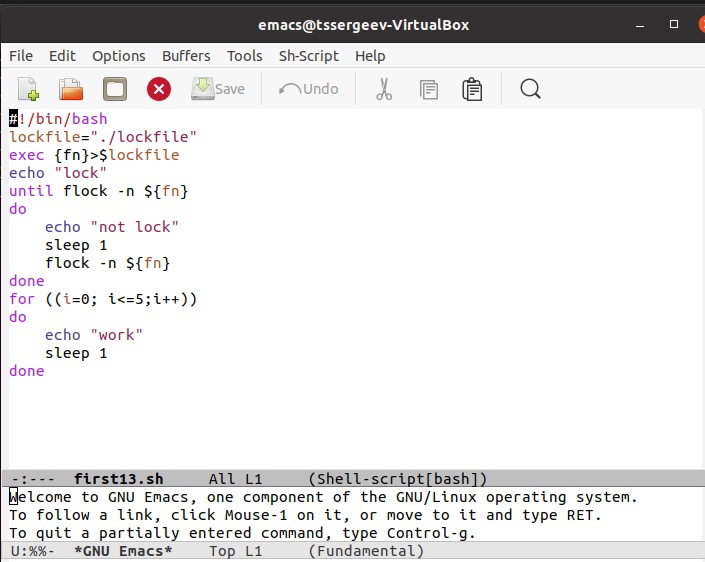 emacs@tssergeev-VirtualBox
File Edit Options Buffers Tools Sh-Script Help
Save Undo
#!/bin/bash
lockfile="./lockfile"
exec {fn}>$lockfile
echo "lock"
until flock -n ${fn}
do
    echo "not lock"
    sleep 1
    flock -n ${fn}
done
for ((i=0; i<=5;i++))
do
    echo "work"
    sleep 1
done
-:--- first13.sh All L1 (Shell-script[bash])
Welcome to GNU Emacs, one component of the GNU/Linux operating system.
To follow a link, click Mouse-1 on it, or move to it and type RET.
To quit a partially entered command, type Control-g.
U:%%- *GNU Emacs* Top L1 (Fundamental)